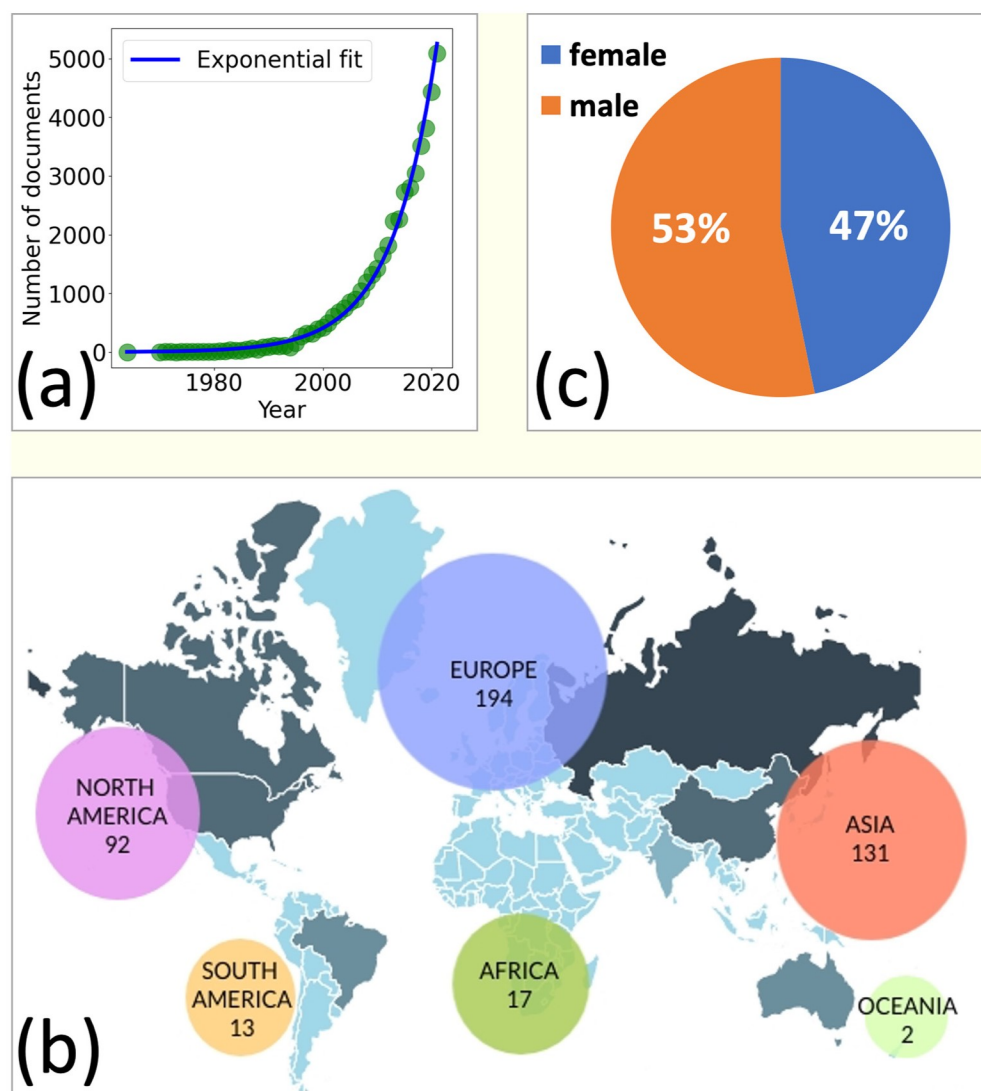 Exponential fit
5000
4000
3000
2000
1000
0
Number of documents
1980
2000
2020
Year
(a)
female
male
53%
47%
(c)
EUROPE
194
NORTH
AMERICA
92
ASIA
131
SOUTH
AMERICA
13
AFRICA
17
OCEANIA
2
(b)